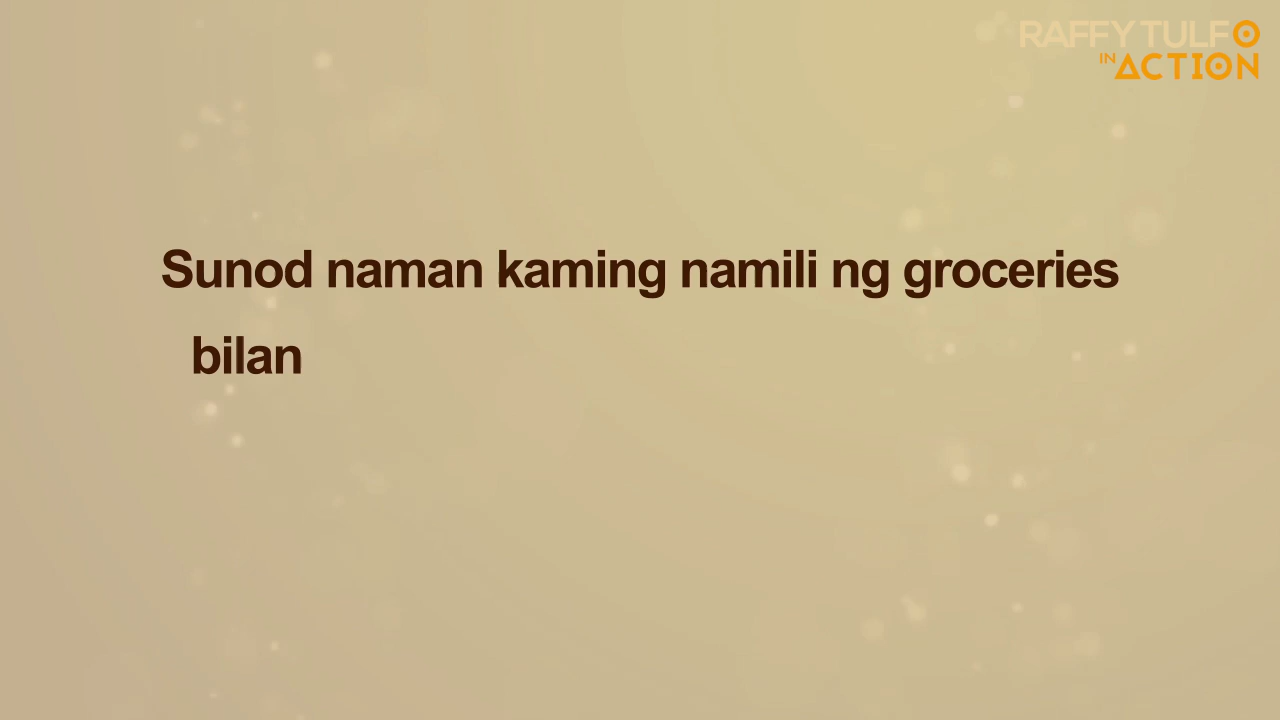 RAFFY TULFO
IN ACTION
Sunod naman kaming namili ng groceries
bilan